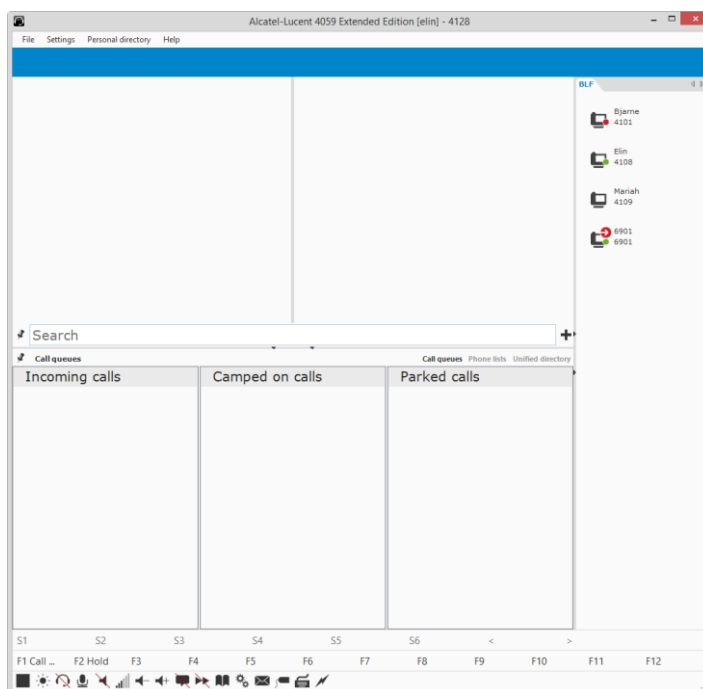 Alcatel-Lucent 4059 Extended Edition [elin] - 4128
File Settings Personal directory Help
BLF
Bjarne
4101
Elin
4108
Mariah
4109
6901
6901
Search
Call queues
Call queues Phone lists Unified directory
Incoming calls Camped on calls Parked calls
S1 S2 S3 S4 S5 S6 < >
F1 Call ... F2 Hold F3 F4 F5 F6 F7 F8 F9 F10 F11 F12